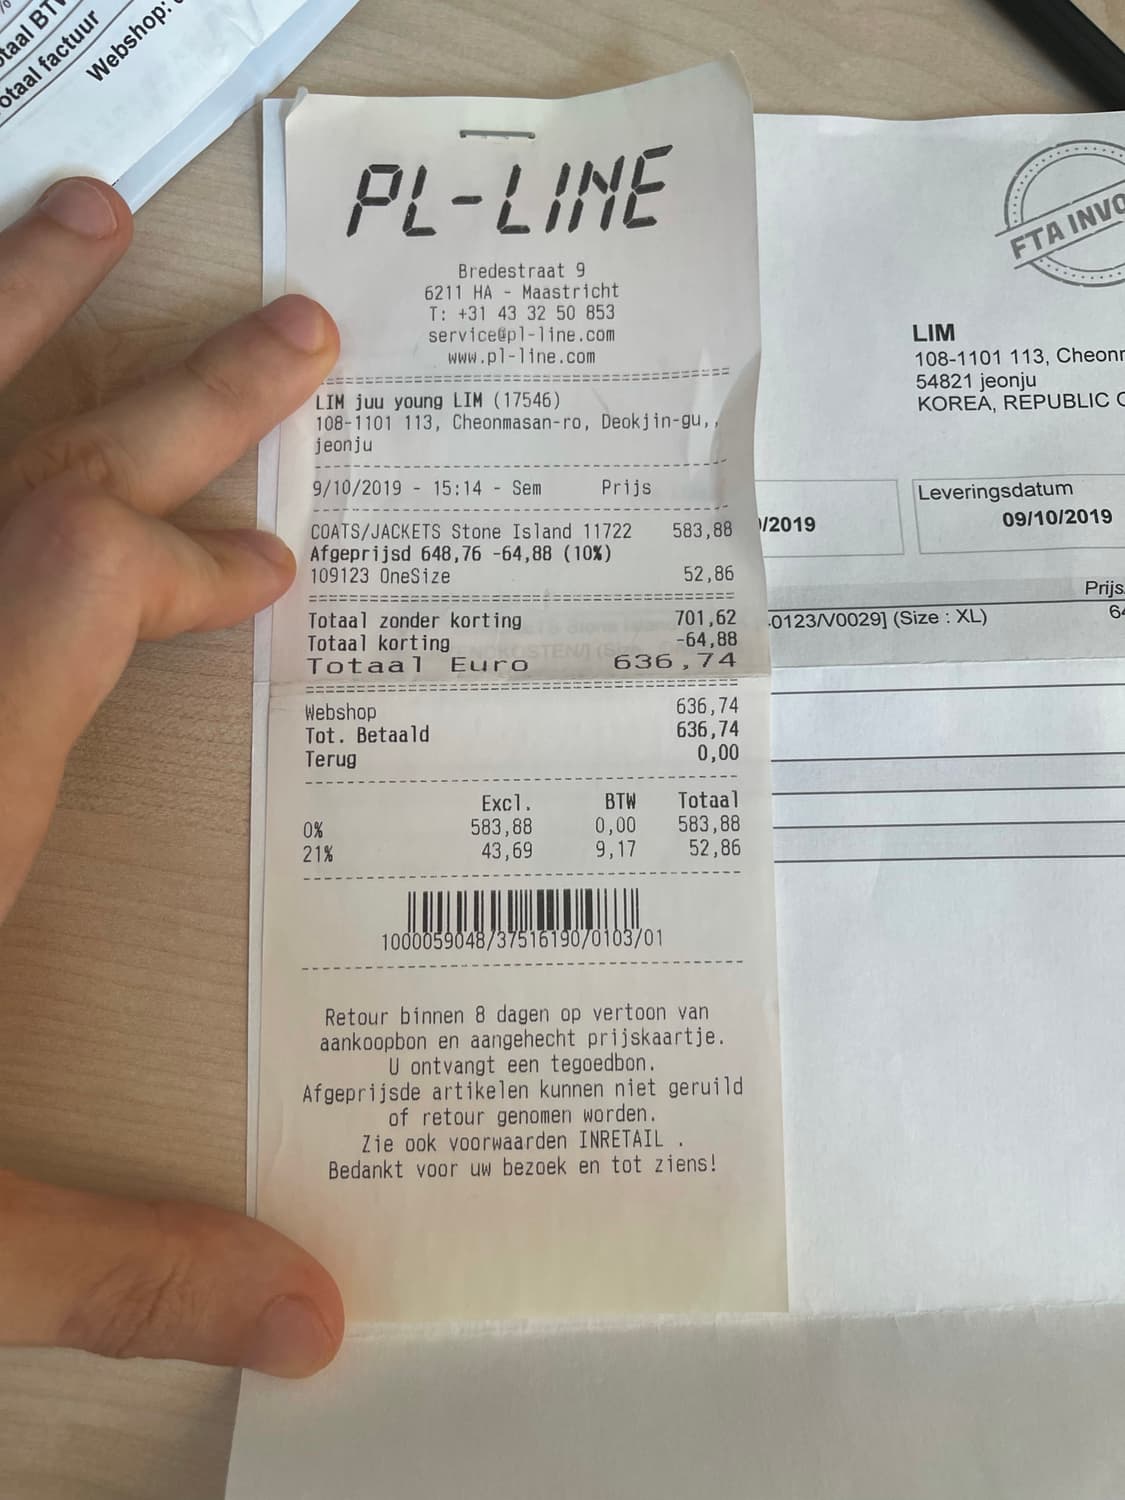 otaal BTW
otaal factuur
Webshop:
PL-LINE
Bredestraat 9
6211 HA - Maastricht
T: +31 43 32 50 853
service@pl-line.com
www.pl-line.com
LIM juu young LIM (17546)
108-1101 113, Cheonmasan-ro, Deokjin-gu,,
jeonju
9/10/2019 - 15:14 - Sem Prijs
COATS/JACKETS Stone Island 11722 583,88
Afgeprijsd 648,76 -64,88 (10%)
109123 OneSize 52,86
Totaal zonder korting 701,62
Totaal korting -64,88
Totaal Euro 636,74
Webshop 636,74
Tot. Betaald 636,74
Terug 0,00
Excl. BTW Totaal
0% 583,88 0,00 583,88
21% 43,69 9,17 52,86
1000059048/37516190/0103/01
Retour binnen 8 dagen op vertoon van
aankoopbon en aangehecht prijskaartje.
U ontvangt een tegoedbon.
Afgeprijsde artikelen kunnen niet geruild
of retour genomen worden.
Zie ook voorwaarden INRETAIL .
Bedankt voor uw bezoek en tot ziens!
FTA INVO
LIM
108-1101 113, Cheonm
54821 jeonju
KOREA, REPUBLIC O
/2019
Leveringsdatum
09/10/2019
Prijs
0123/V0029] (Size : XL) 64